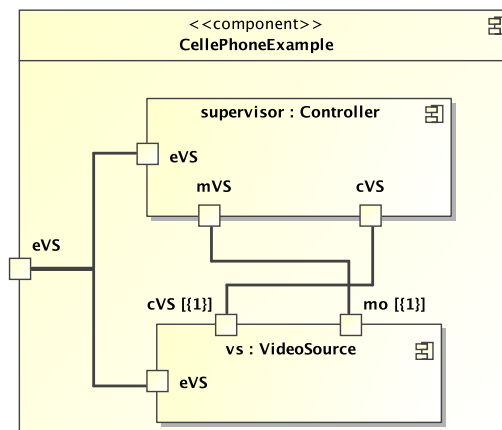 <<component>>
CellePhoneExample
supervisor : Controller
eVS
mVS cVS
eVS
cVS [{1}] mo [{1}]
vs : VideoSource
eVS